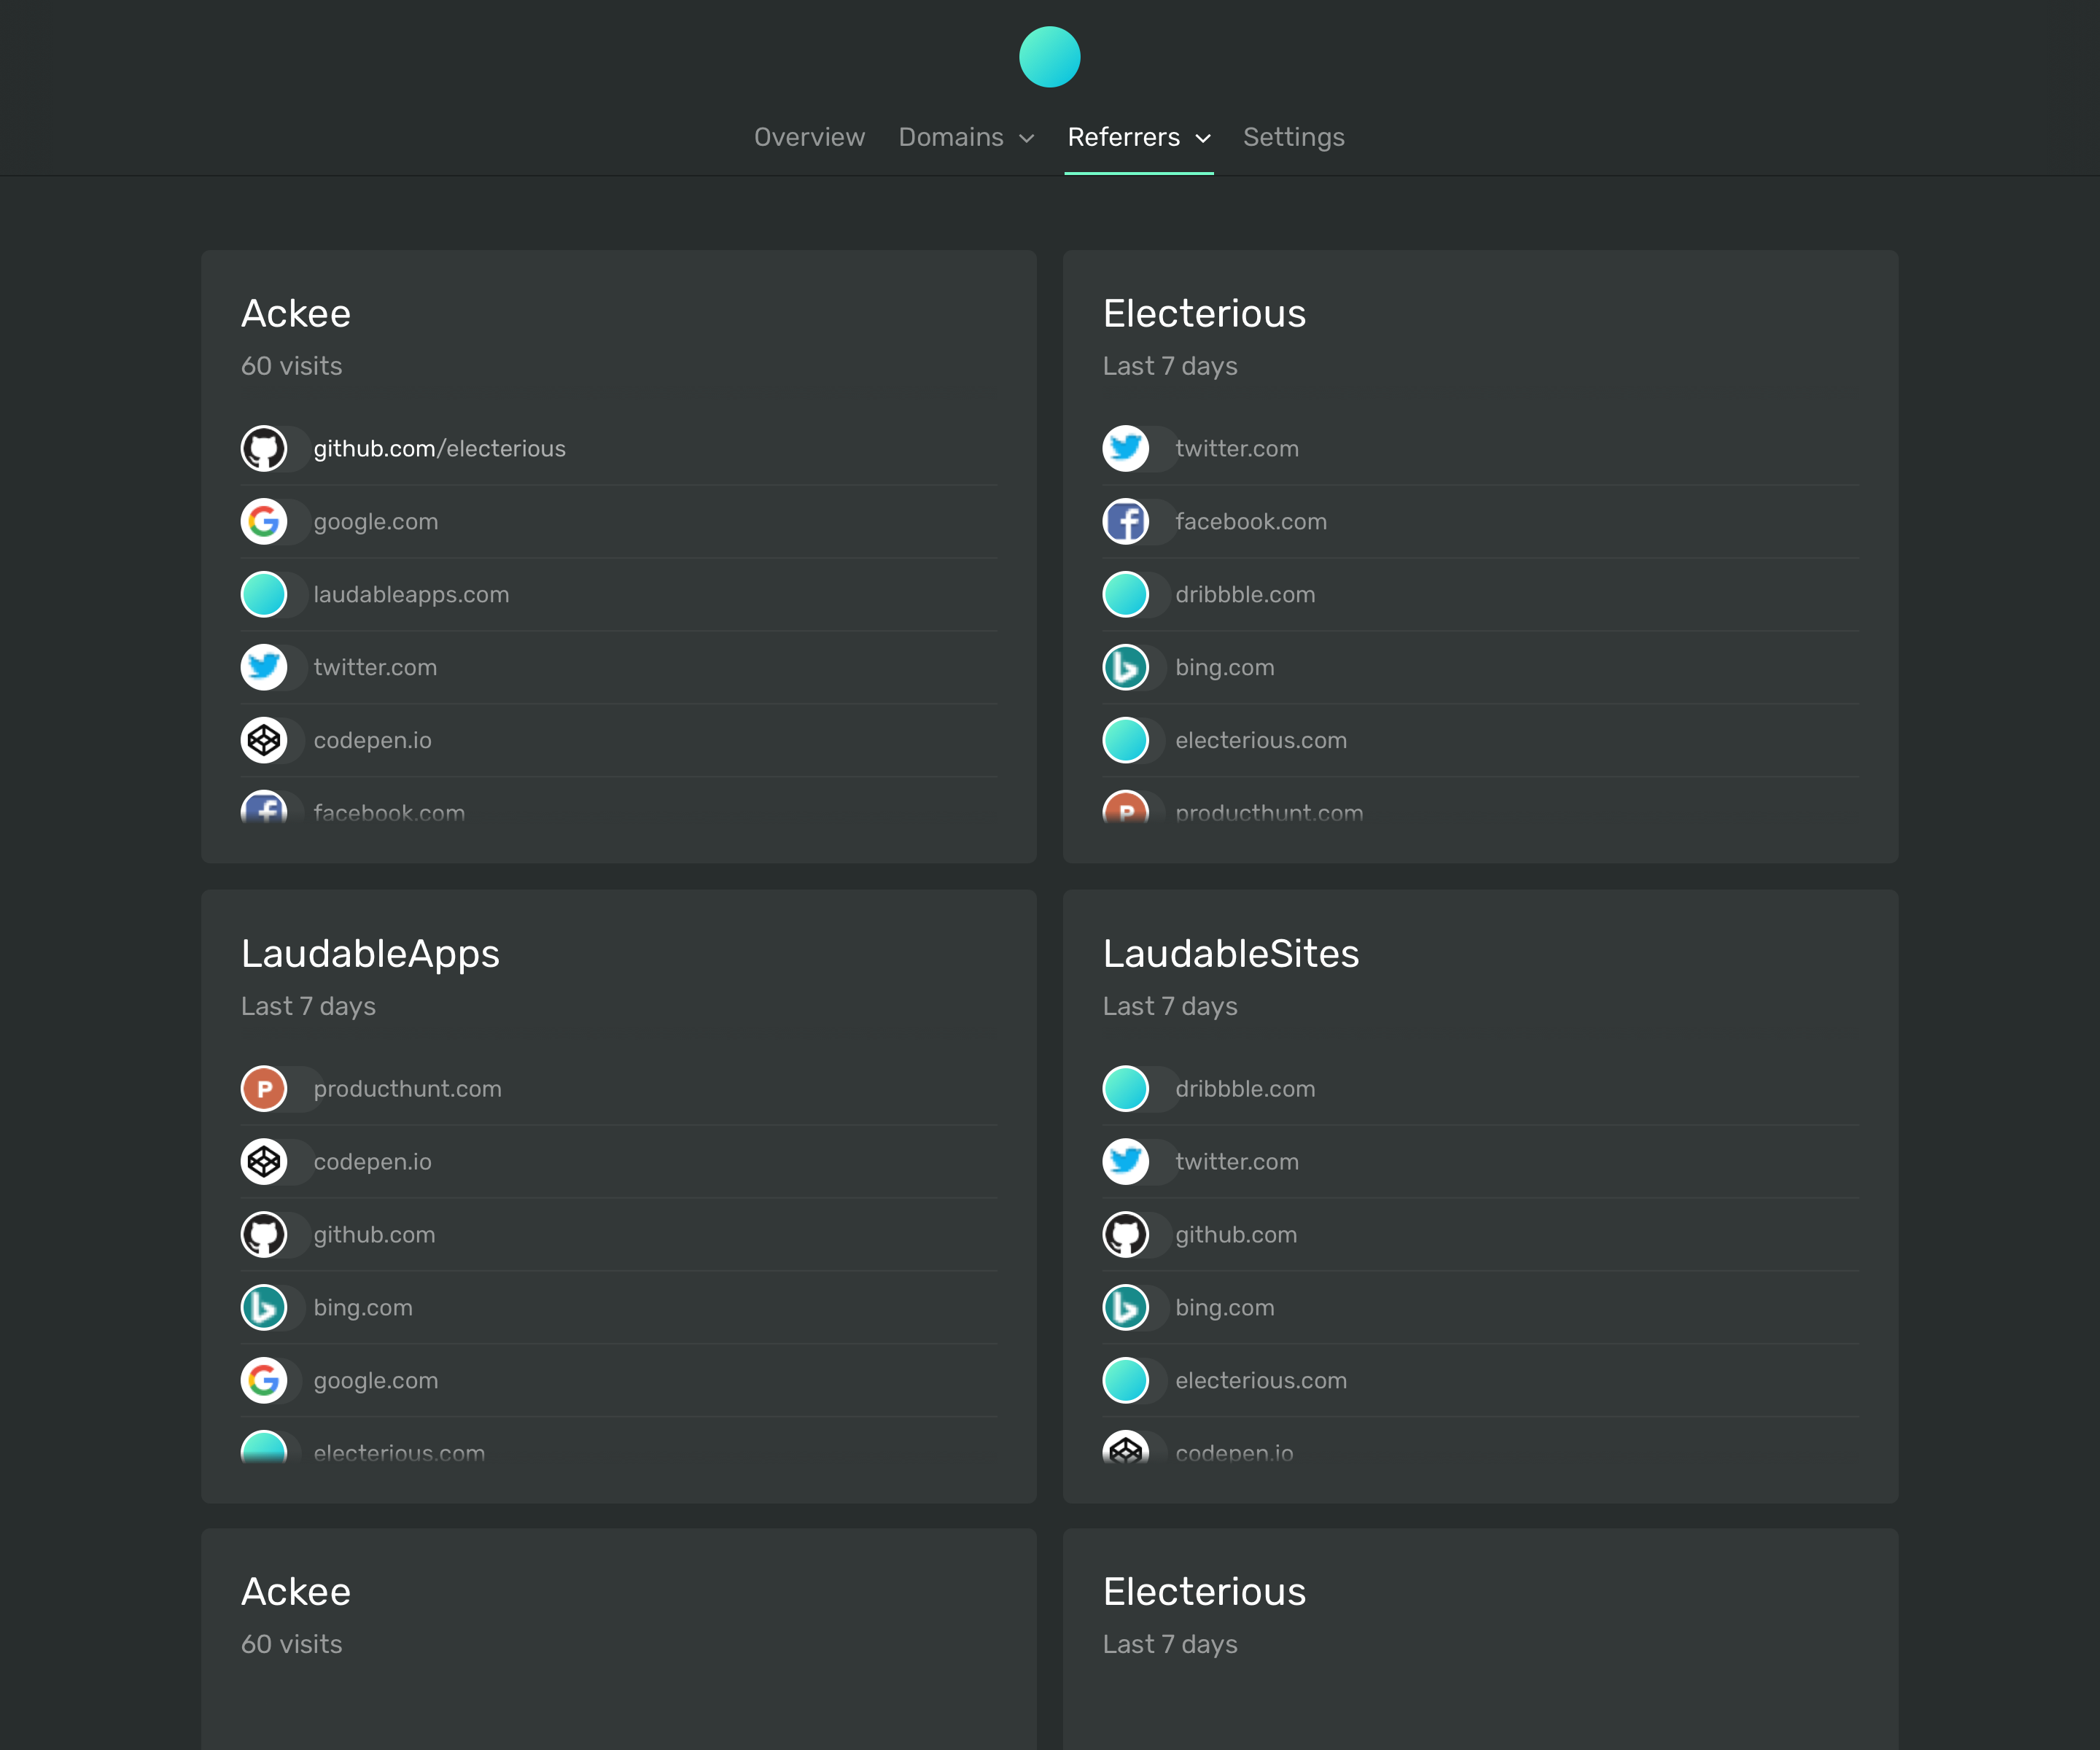 Overview Domains Referrers Settings
Ackee
60 visits
github.com/electerious
google.com
laudableapps.com
twitter.com
codepen.io
facebook.com
Electerious
Last 7 days
twitter.com
facebook.com
dribbble.com
bing.com
electerious.com
producthunt.com
LaudableApps
Last 7 days
producthunt.com
codepen.io
github.com
bing.com
google.com
electerious.com
LaudableSites
Last 7 days
dribbble.com
twitter.com
github.com
bing.com
electerious.com
codepen.io
Ackee
60 visits
Electerious
Last 7 days